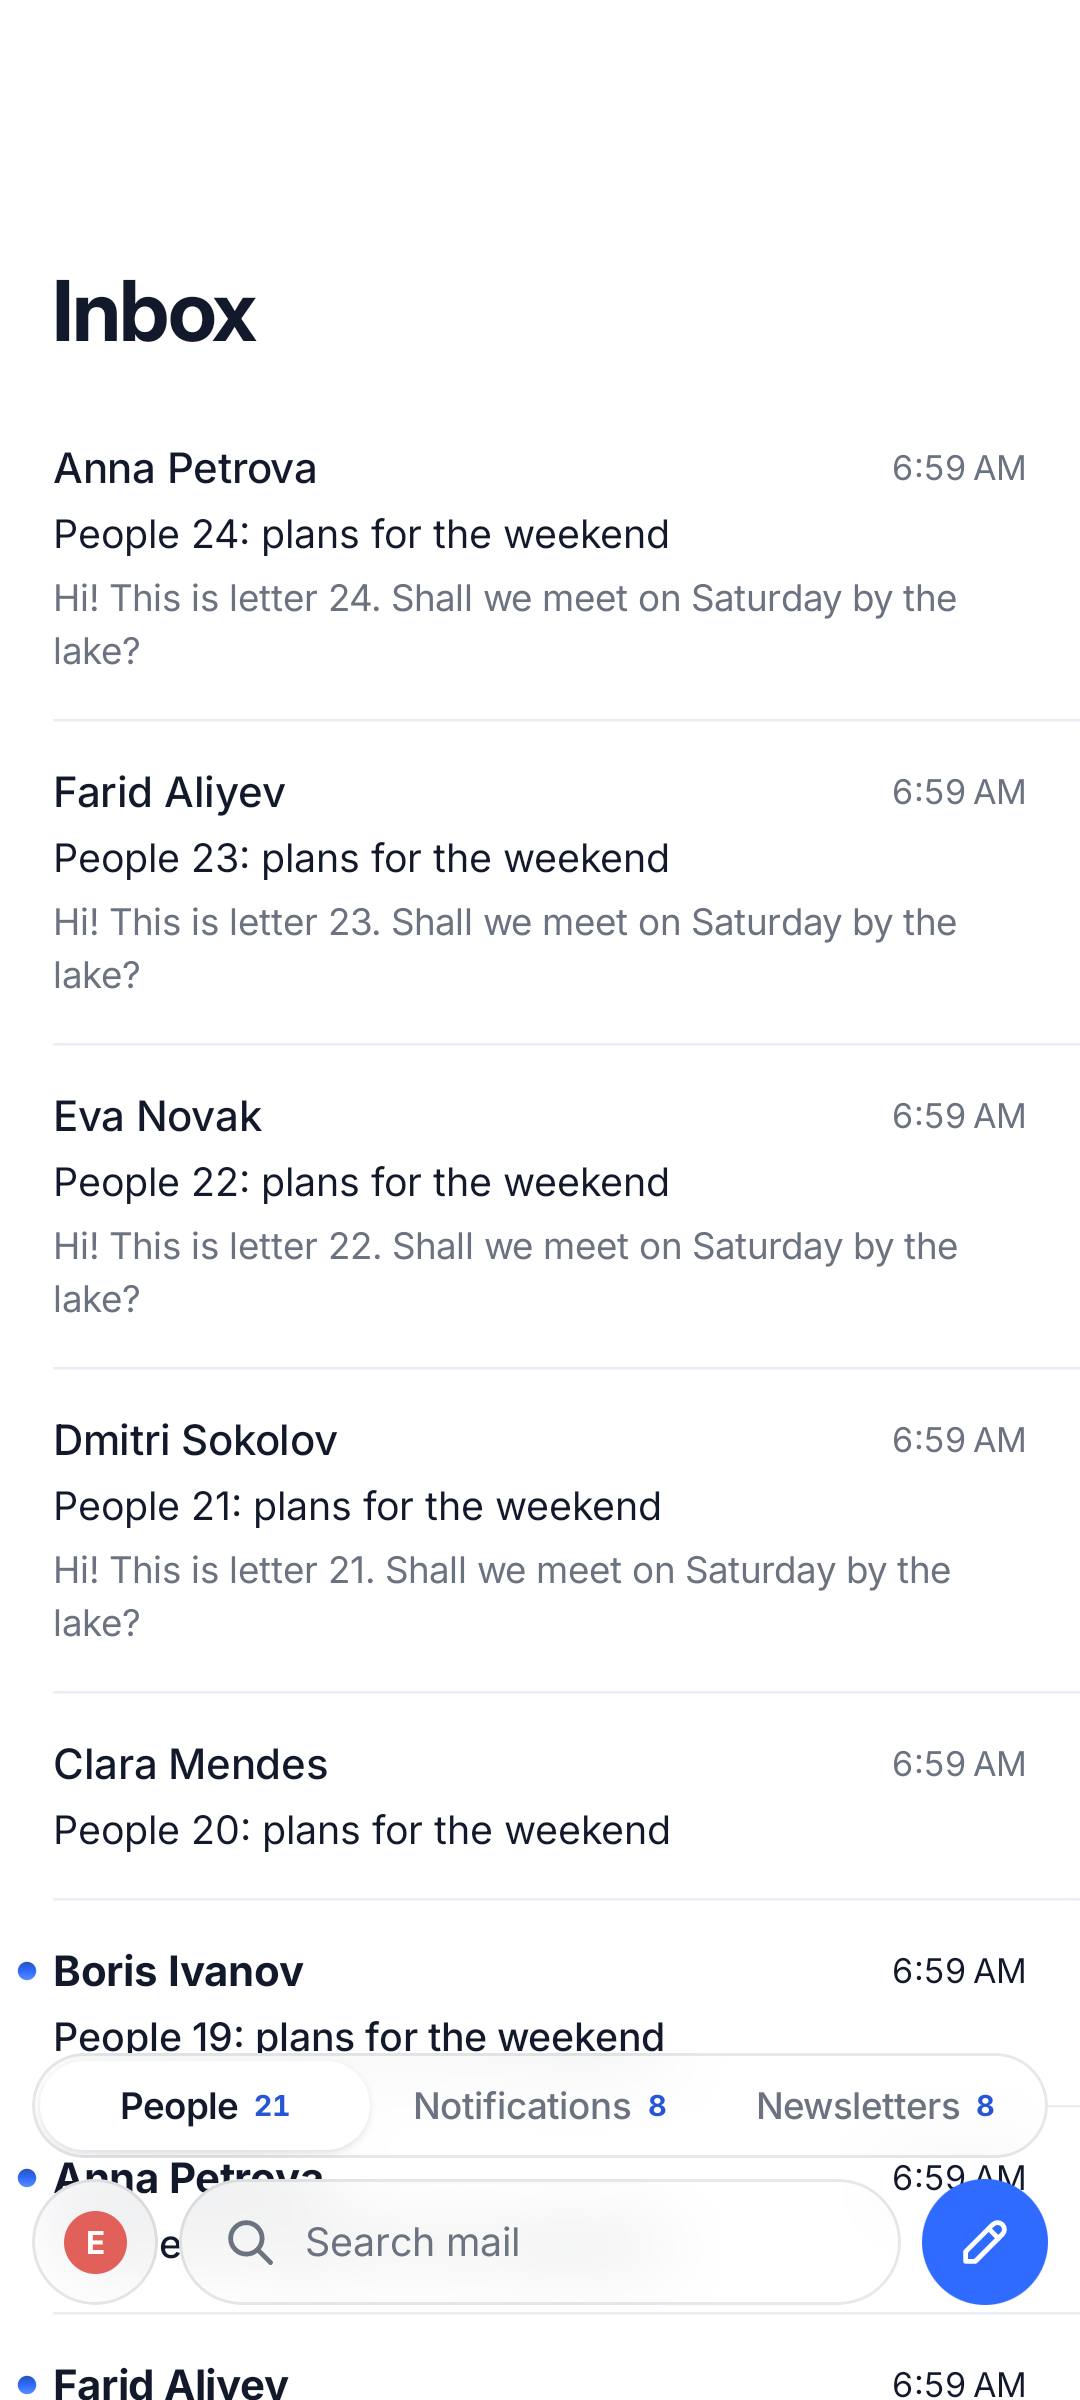 Inbox
Anna Petrova 6:59 AM
People 24: plans for the weekend
Hi! This is letter 24. Shall we meet on Saturday by the
lake?
Farid Aliyev 6:59 AM
People 23: plans for the weekend
Hi! This is letter 23. Shall we meet on Saturday by the
lake?
Eva Novak 6:59 AM
People 22: plans for the weekend
Hi! This is letter 22. Shall we meet on Saturday by the
lake?
Dmitri Sokolov 6:59 AM
People 21: plans for the weekend
Hi! This is letter 21. Shall we meet on Saturday by the
lake?
Clara Mendes 6:59 AM
People 20: plans for the weekend
Boris Ivanov 6:59 AM
People 19: plans for the weekend
People 21 Notifications 8 Newsletters 8
Anna Petrova 6:59 AM
E Search mail
Farid Aliyev 6:59 AM